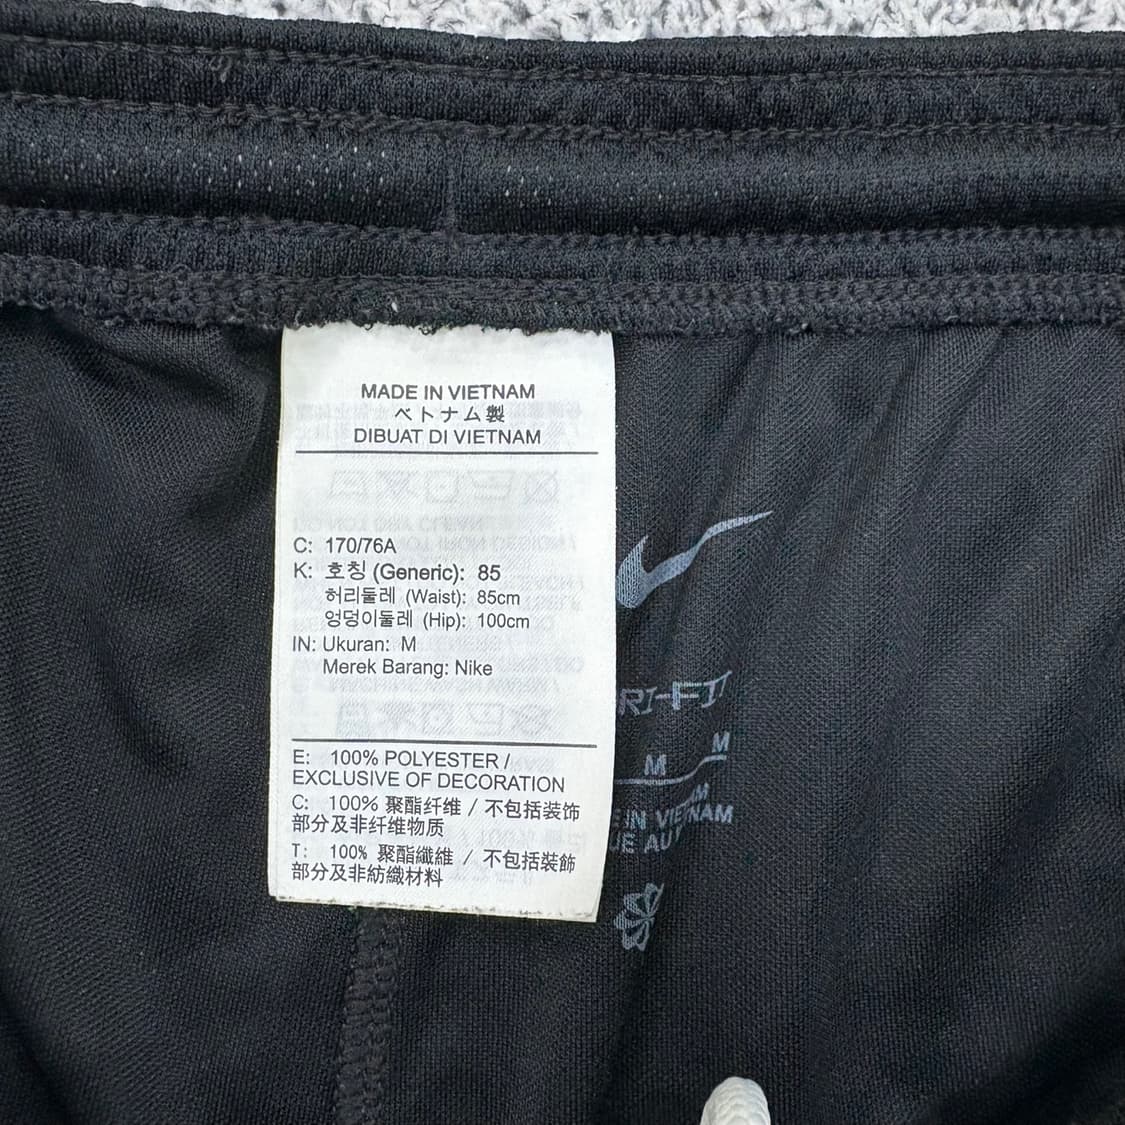 MADE IN VIETNAM
ベトナム製
DIBUAT DI VIETNAM
C: 170/76A
K: 호칭 (Generic): 85
허리둘레 (Waist): 85cm
엉덩이둘레 (Hip): 100cm
IN: Ukuran: M
Merek Barang: Nike
E: 100% POLYESTER /
EXCLUSIVE OF DECORATION
C: 100% 聚酯纤维 / 不包括装饰
部分及非纤维物质
T: 100% 聚酯纖維 / 不包括裝飾
部分及非紡織材料
RI-FIT
M
M
IN VIETNAM